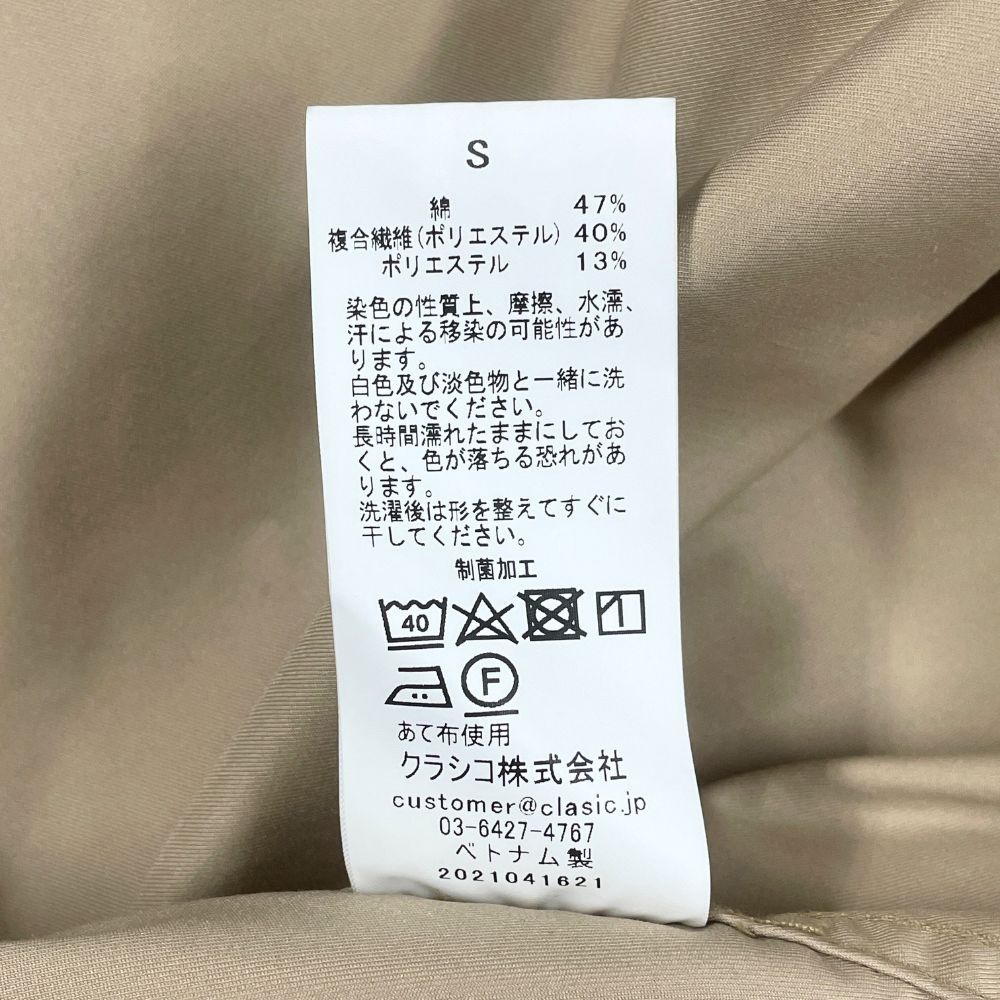 S
綿 47%
複合繊維(ポリエステル) 40%
ポリエステル 13%
染色の性質上、摩擦、水濡、
汗による移染の可能性があ
ります。
白色及び淡色物と一緒に洗
わないでください。
長時間濡れたままにしてお
くと、色が落ちる恐れがあ
ります。
洗濯後は形を整えてすぐに
干してください。
制菌加工
40
F
あて布使用
クラシコ株式会社
customer@clasic.jp
03-6427-4767
ベトナム製
2021041621